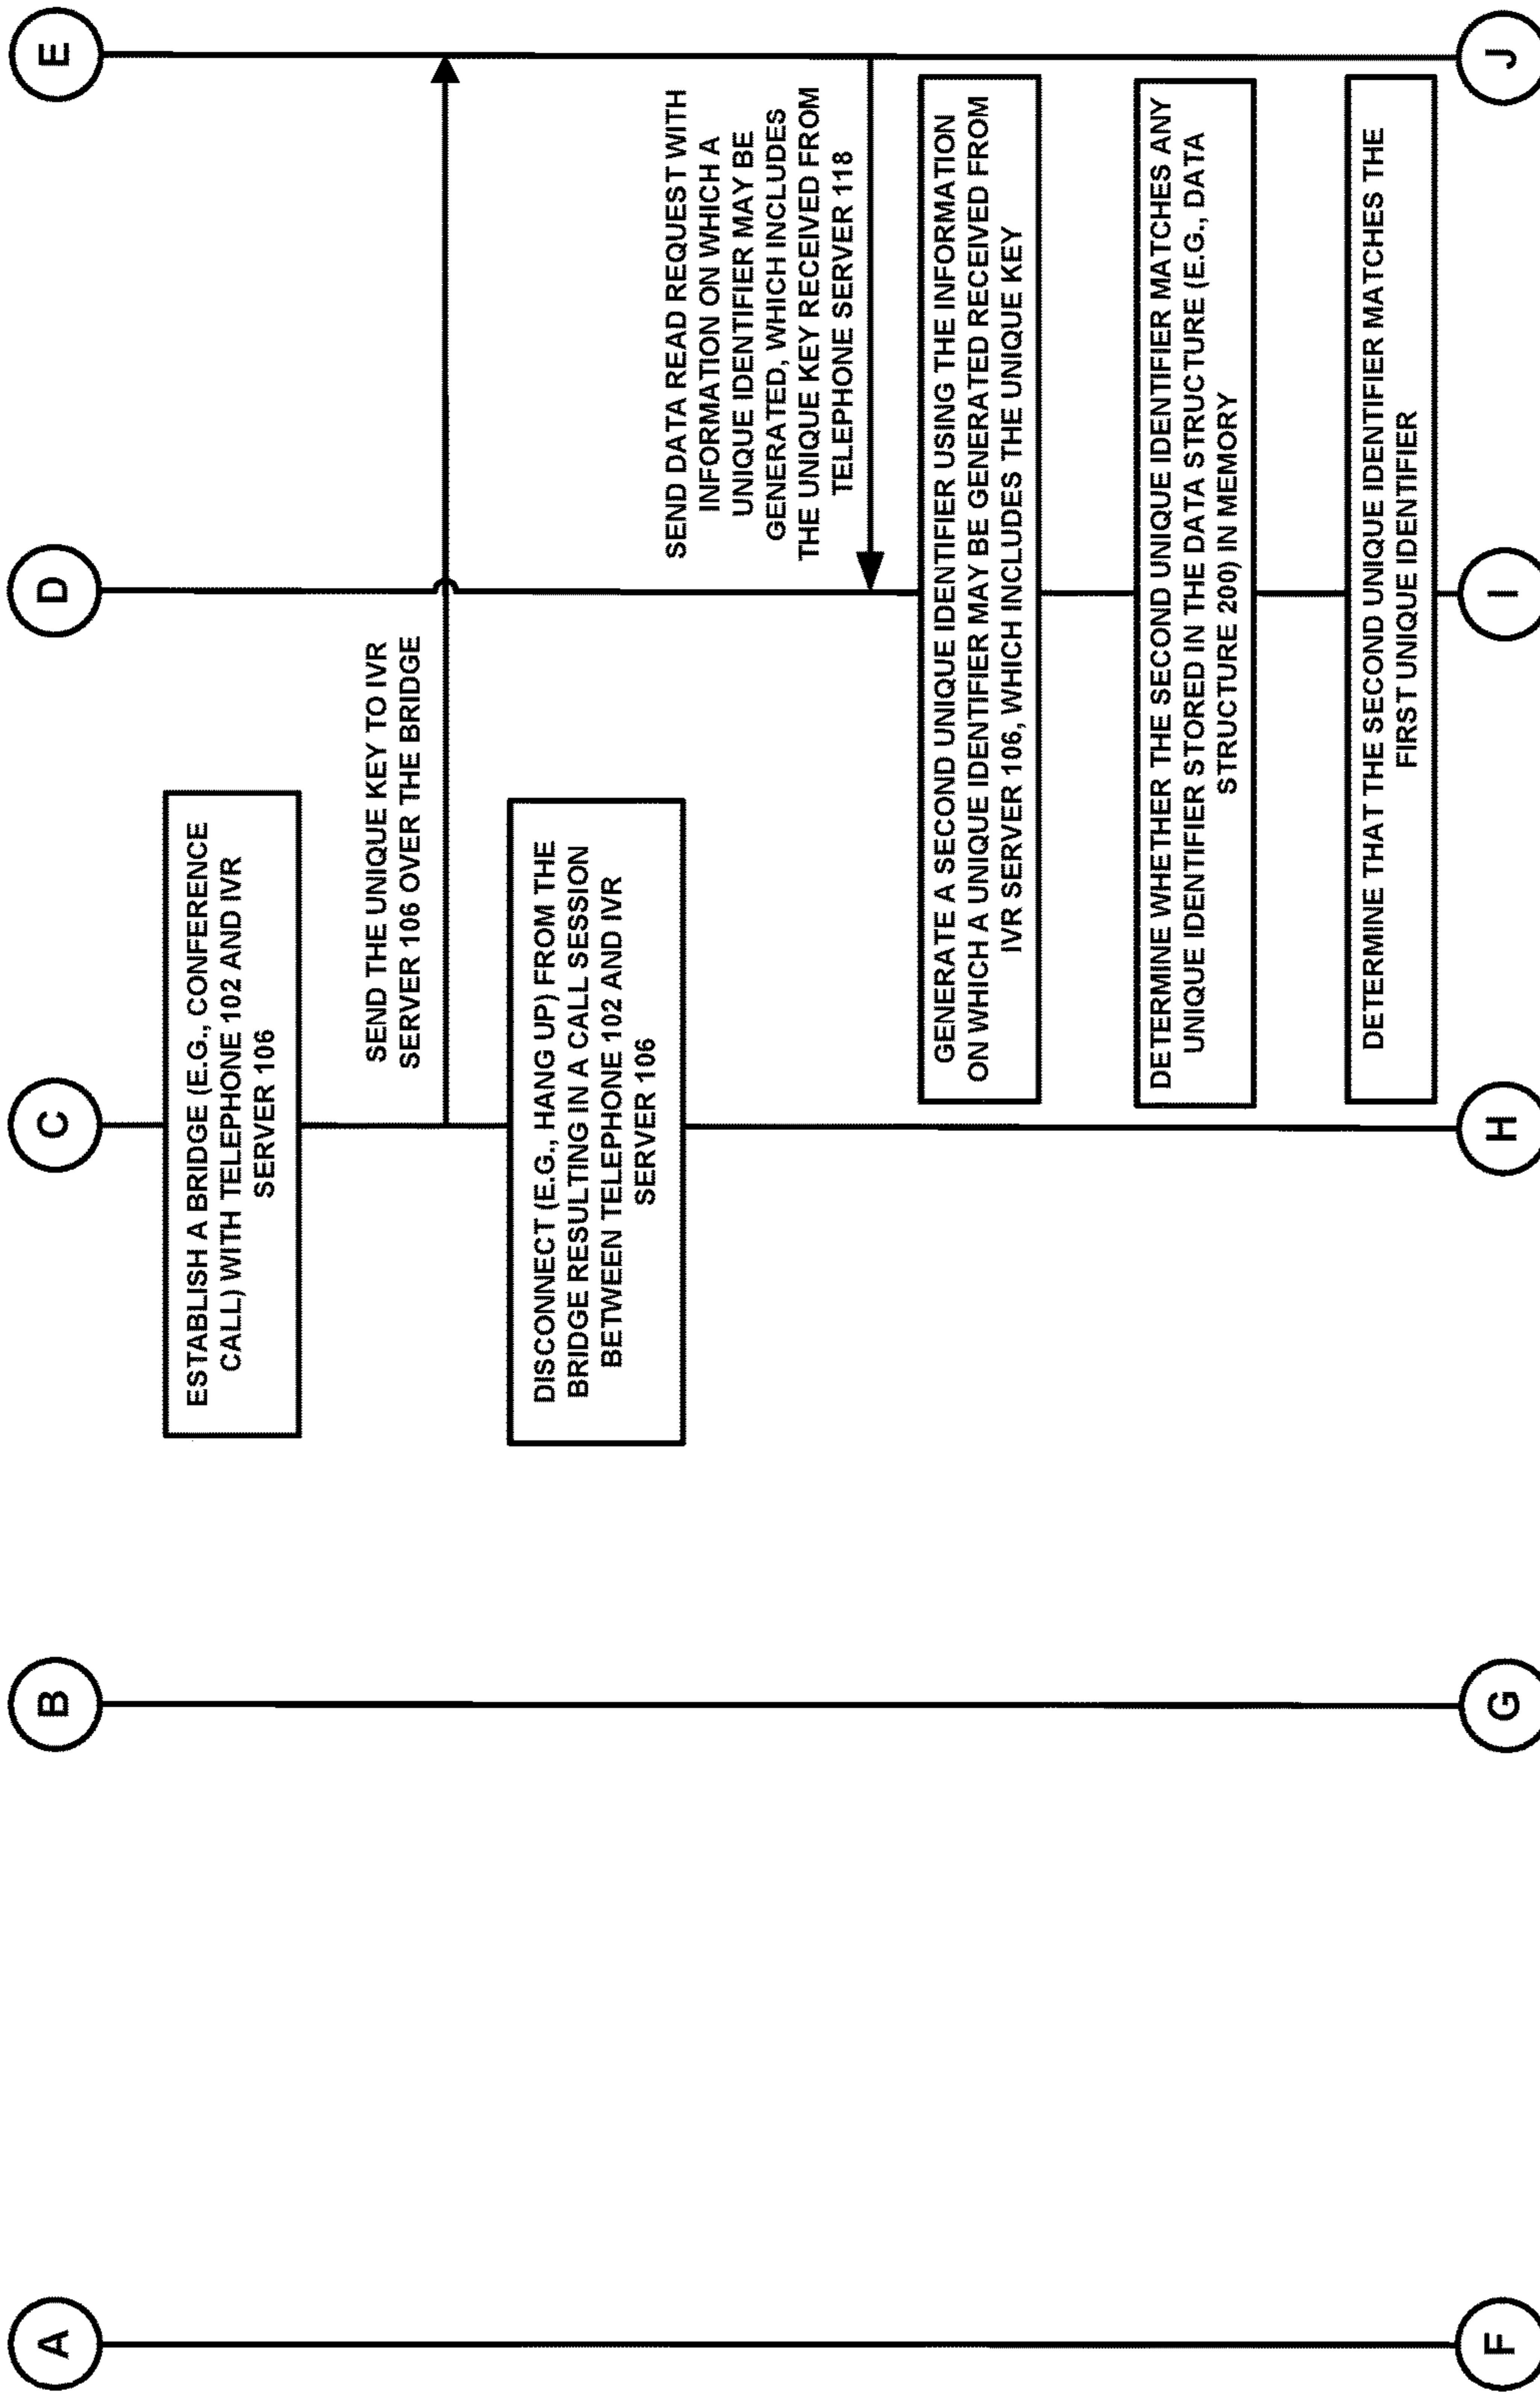 A
B
C
D
E
ESTABLISH A BRIDGE (E.G., CONFERENCE
CALL) WITH TELEPHONE 102 AND IVR
SERVER 106
SEND THE UNIQUE KEY TO IVR
SERVER 106 OVER THE BRIDGE
DISCONNECT (E.G., HANG UP) FROM THE
BRIDGE RESULTING IN A CALL SESSION
BETWEEN TELEPHONE 102 AND IVR
SERVER 106
SEND DATA READ REQUEST WITH
INFORMATION ON WHICH A
UNIQUE IDENTIFIER MAY BE
GENERATED, WHICH INCLUDES
THE UNIQUE KEY RECEIVED FROM
TELEPHONE SERVER 118
GENERATE A SECOND UNIQUE IDENTIFIER USING THE INFORMATION
ON WHICH A UNIQUE IDENTIFIER MAY BE GENERATED RECEIVED FROM
IVR SERVER 106, WHICH INCLUDES THE UNIQUE KEY
DETERMINE WHETHER THE SECOND UNIQUE IDENTIFIER MATCHES ANY
UNIQUE IDENTIFIER STORED IN THE DATA STRUCTURE (E.G., DATA
STRUCTURE 200) IN MEMORY
DETERMINE THAT THE SECOND UNIQUE IDENTIFIER MATCHES THE
FIRST UNIQUE IDENTIFIER
F
G
H
I
J